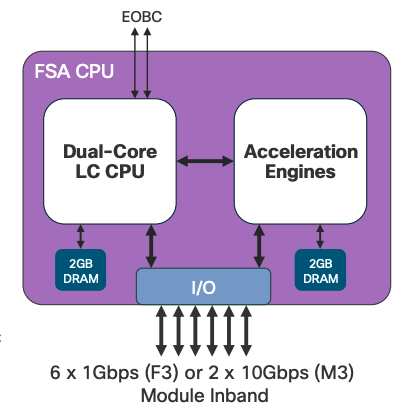 EOBC
FSA CPU
Dual-Core
LC CPU
Acceleration
Engines
2GB
DRAM
2GB
DRAM
I/O
6 x 1Gbps (F3) or 2 x 10Gbps (M3)
Module Inband